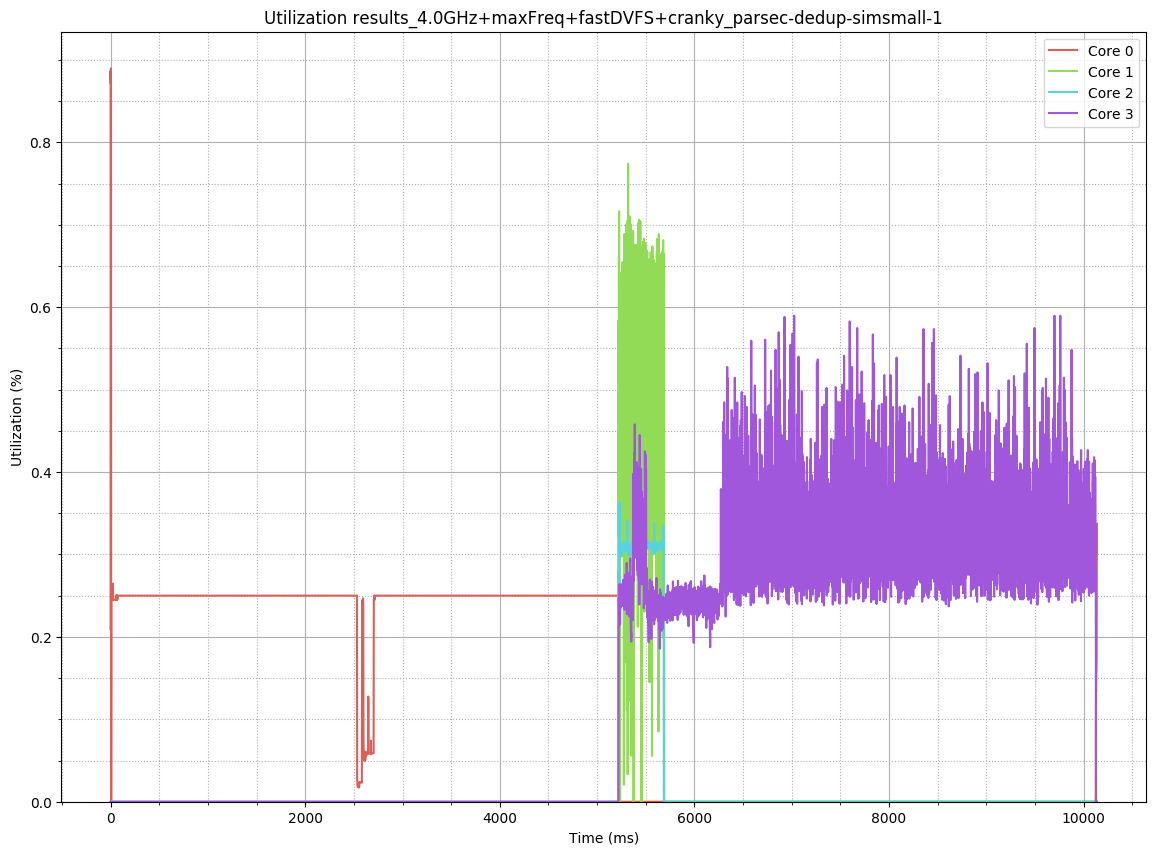 Utilization results_4.0GHz+maxFreq+fastDVFS+cranky_parsec-dedup-simsmall-1
Core 0
Core 1
Core 2
Core 3
Utilization (%)
0.8
0.6
0.4
0.2
0.0
0 2000 4000 6000 8000 10000
Time (ms)